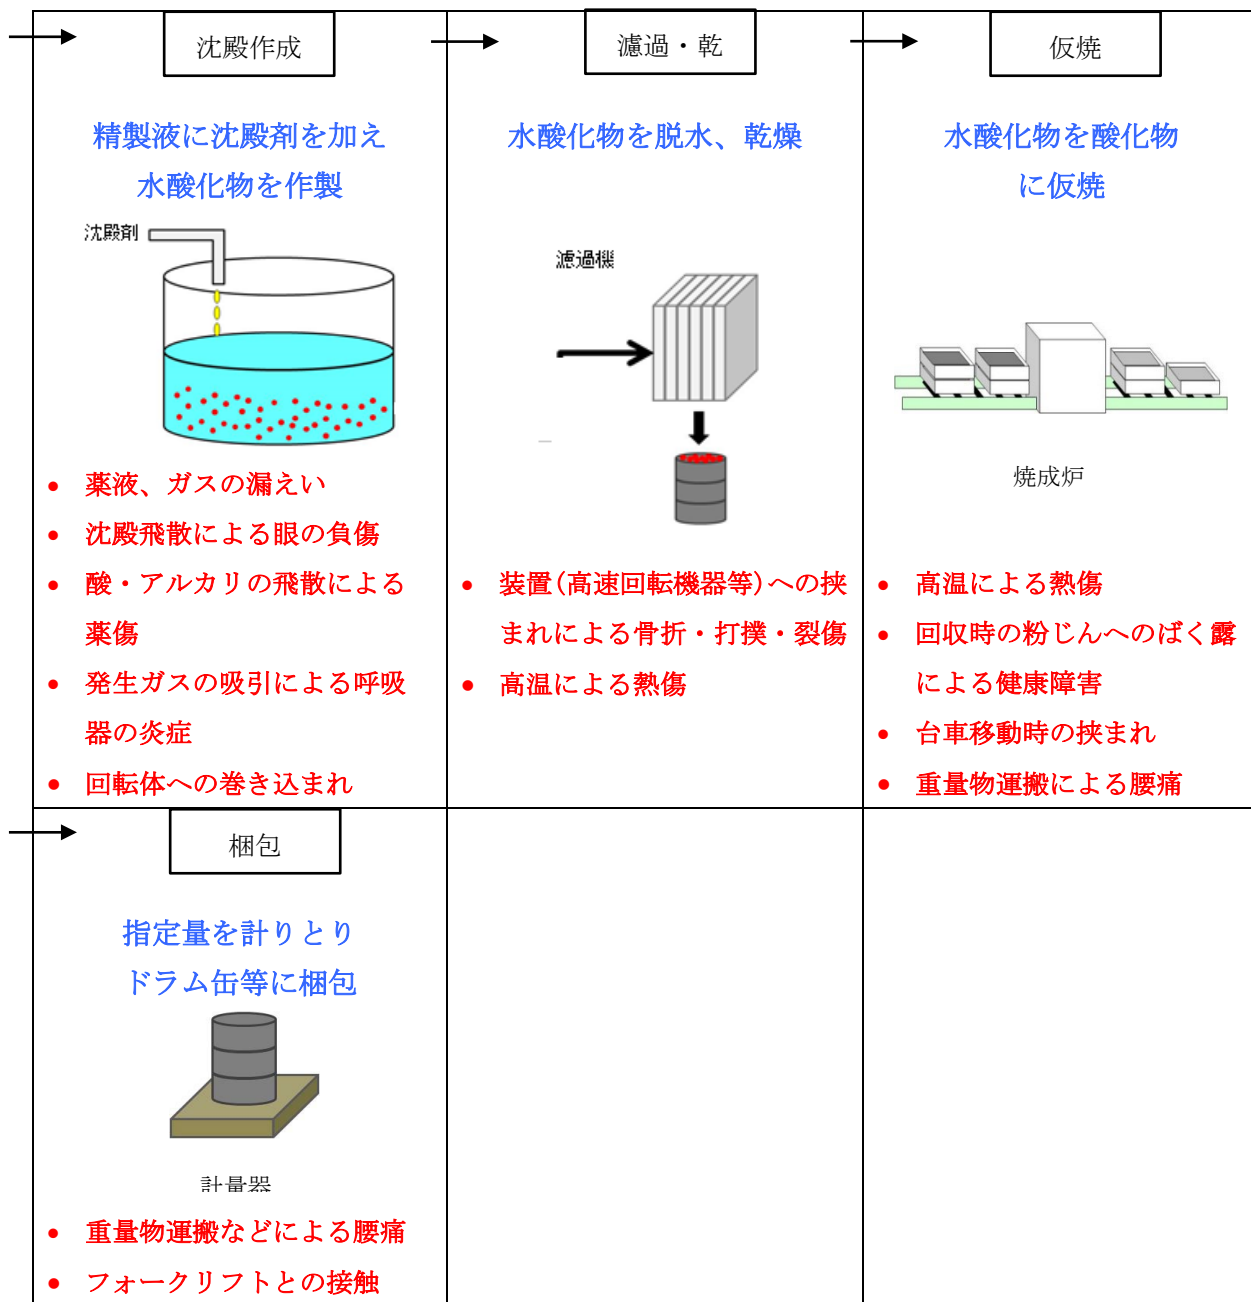 沈殿作成
精製液に沈殿剤を加え
水酸化物を作製
沈殿剤
• 薬液、ガスの漏えい
• 沈殿飛散による眼の負傷
• 酸・アルカリの飛散による
薬傷
• 発生ガスの吸引による呼吸
器の炎症
• 回転体への巻き込まれ
濾過・乾
水酸化物を脱水、乾燥
濾過機
• 装置(高速回転機器等)への挟
まれによる骨折・打撲・裂傷
• 高温による熱傷
仮焼
水酸化物を酸化物
に仮焼
焼成炉
• 高温による熱傷
• 回収時の粉じんへのばく露
による健康障害
• 台車移動時の挟まれ
• 重量物運搬による腰痛
梱包
指定量を計りとり
ドラム缶等に梱包
計量器
• 重量物運搬などによる腰痛
• フォークリフトとの接触